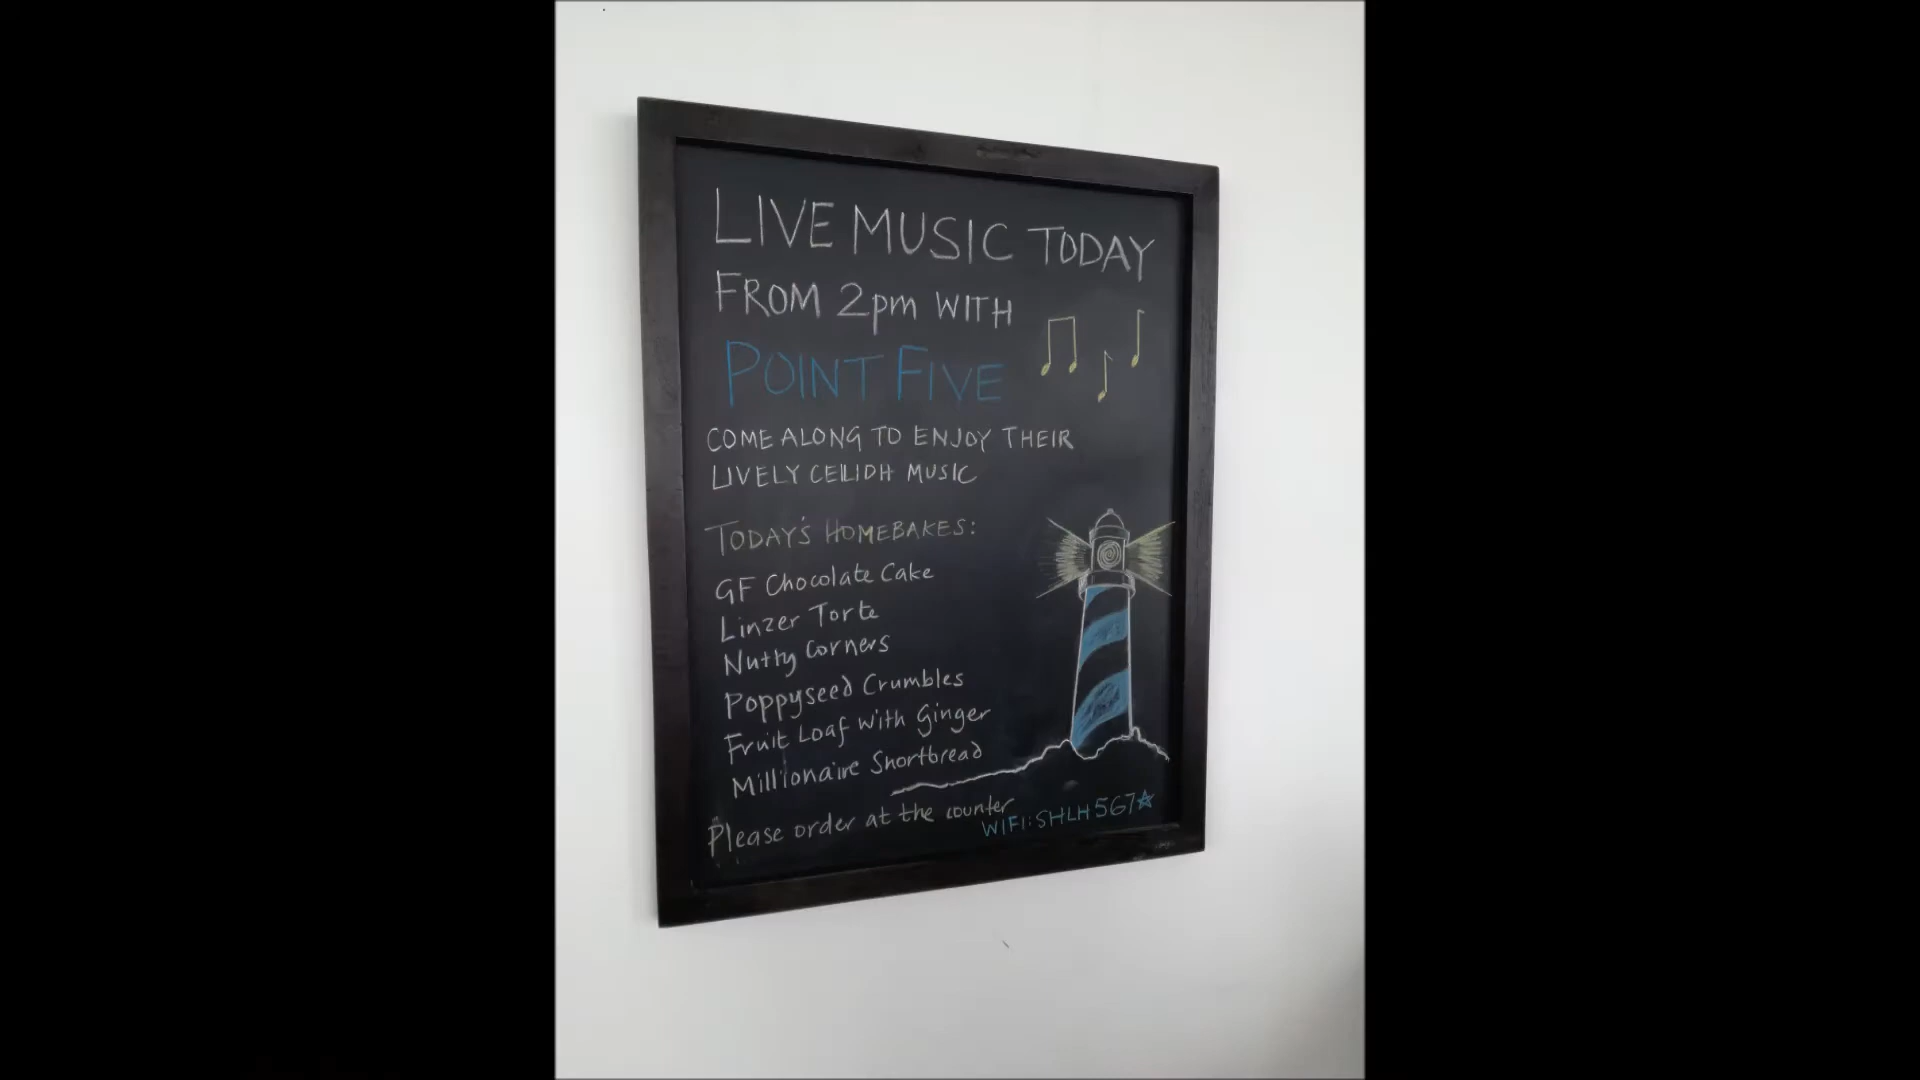 LIVE MUSIC TODAY
FROM 2pm WITH
POINT FIVE
COME ALONG TO ENJOY THEIR
LIVELY CEILIDH MUSIC
TODAY'S HOMEBAKES:
GF Chocolate Cake
Linzer Torte
Nutty Corners
Poppyseed Crumbles
Fruit Loaf with Ginger
Millionaire Shortbread
Please order at the counter
WIFI: SHLH567☆